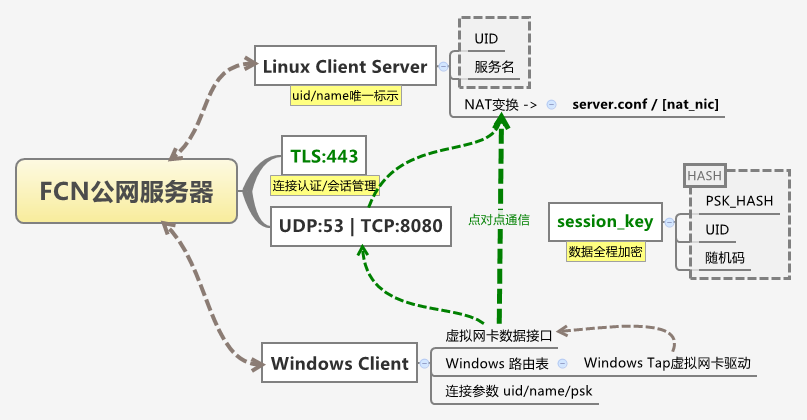 UID
服务名
Linux Client Server
uid/name唯一标示
NAT变换 ->
server.conf / [nat_nic]
TLS:443
连接认证/会话管理
FCN公网服务器
UDP:53 | TCP:8080
点对点通信
session_key
数据全程加密
HASH
PSK_HASH
UID
随机码
虚拟网卡数据接口
Windows Client
Windows 路由表
Windows Tap虚拟网卡驱动
连接参数 uid/name/psk